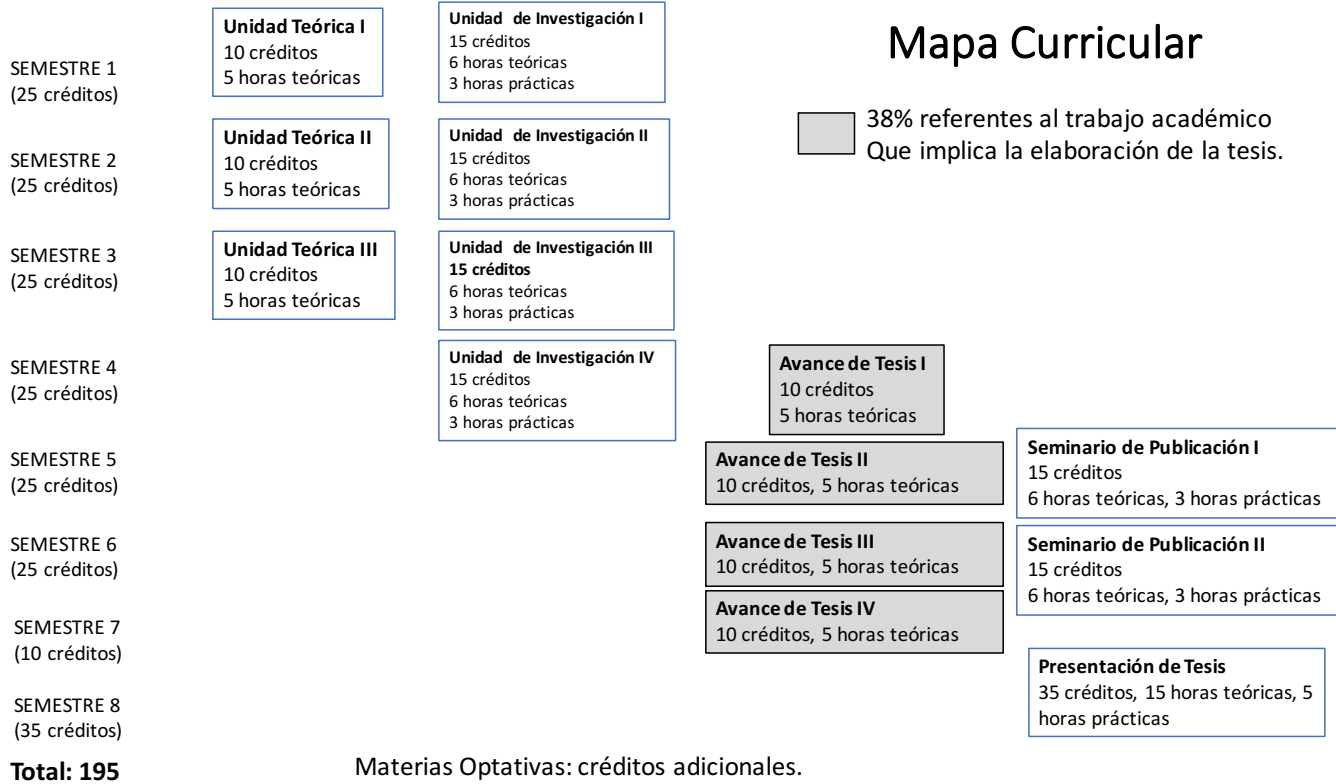 Mapa Curricular
38% referentes al trabajo académico
Que implica la elaboración de la tesis.
SEMESTRE 1
(25 créditos)
Unidad Teórica I
10 créditos
5 horas teóricas
Unidad de Investigación I
15 créditos
6 horas teóricas
3 horas prácticas
SEMESTRE 2
(25 créditos)
Unidad Teórica II
10 créditos
5 horas teóricas
Unidad de Investigación II
15 créditos
6 horas teóricas
3 horas prácticas
SEMESTRE 3
(25 créditos)
Unidad Teórica III
10 créditos
5 horas teóricas
Unidad de Investigación III
15 créditos
6 horas teóricas
3 horas prácticas
SEMESTRE 4
(25 créditos)
Unidad de Investigación IV
15 créditos
6 horas teóricas
3 horas prácticas
Avance de Tesis I
10 créditos
5 horas teóricas
SEMESTRE 5
(25 créditos)
Avance de Tesis II
10 créditos, 5 horas teóricas
Seminario de Publicación I
15 créditos
6 horas teóricas, 3 horas prácticas
SEMESTRE 6
(25 créditos)
Avance de Tesis III
10 créditos, 5 horas teóricas
Seminario de Publicación II
15 créditos
6 horas teóricas, 3 horas prácticas
SEMESTRE 7
(10 créditos)
Avance de Tesis IV
10 créditos, 5 horas teóricas
SEMESTRE 8
(35 créditos)
Presentación de Tesis
35 créditos, 15 horas teóricas, 5
horas prácticas
Total: 195
Materias Optativas: créditos adicionales.